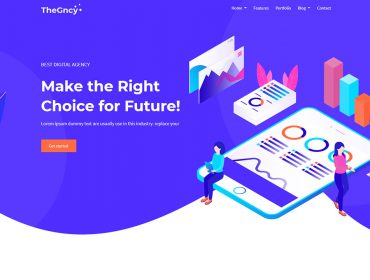 TheGncy
Home Features Portfolio Blog Contact
BEST DIGITAL AGENCY
Make the Right
Choice for Future!
Lorem Ipsum dummy text are usually use in this industry. replace your
Get started